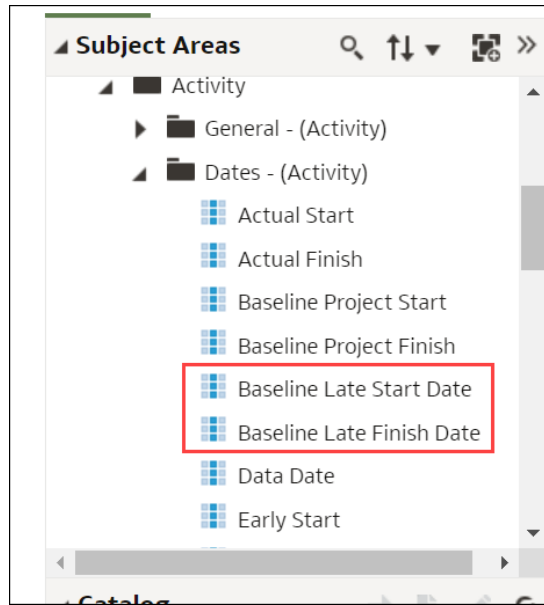 Subject Areas
Activity
General - (Activity)
Dates - (Activity)
Actual Start
Actual Finish
Baseline Project Start
Baseline Project Finish
Baseline Late Start Date
Baseline Late Finish Date
Data Date
Early Start
Catalog